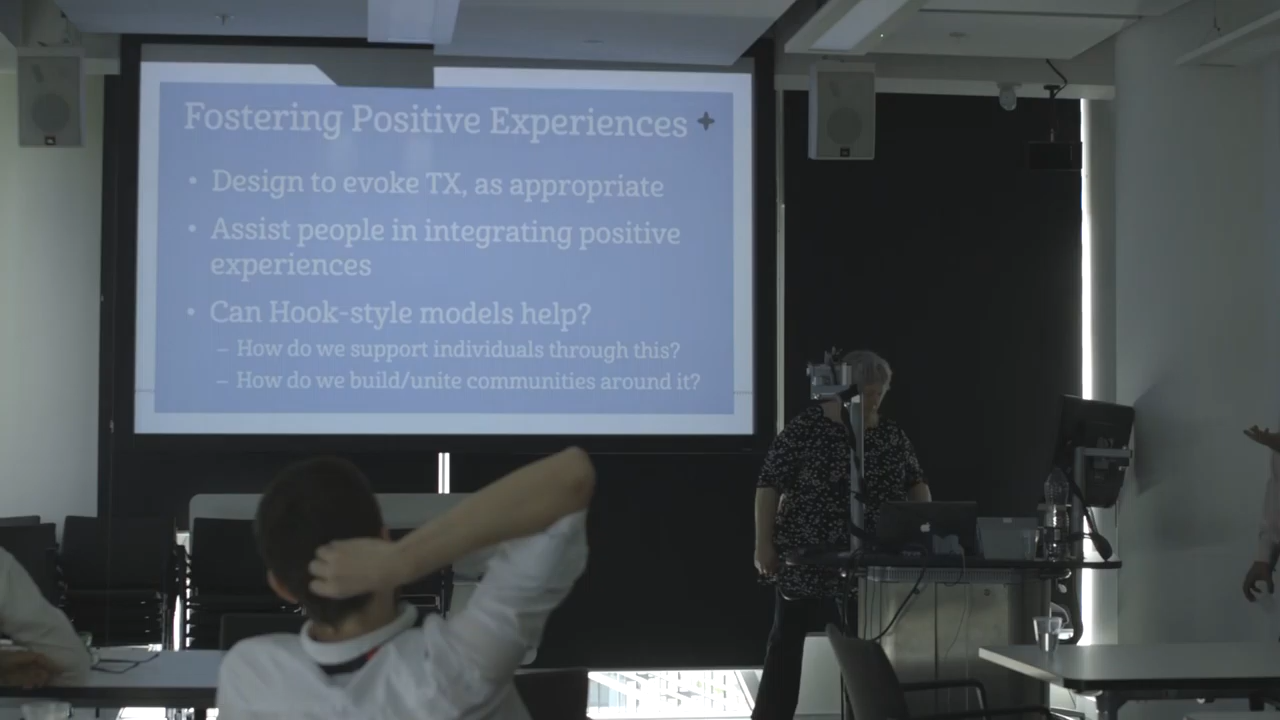 Fostering Positive Experiences
• Design to evoke TX, as appropriate
• Assist people in integrating positive
experiences
• Can Hook-style models help?
– How do we support individuals through this?
– How do we build/unite communities around it?